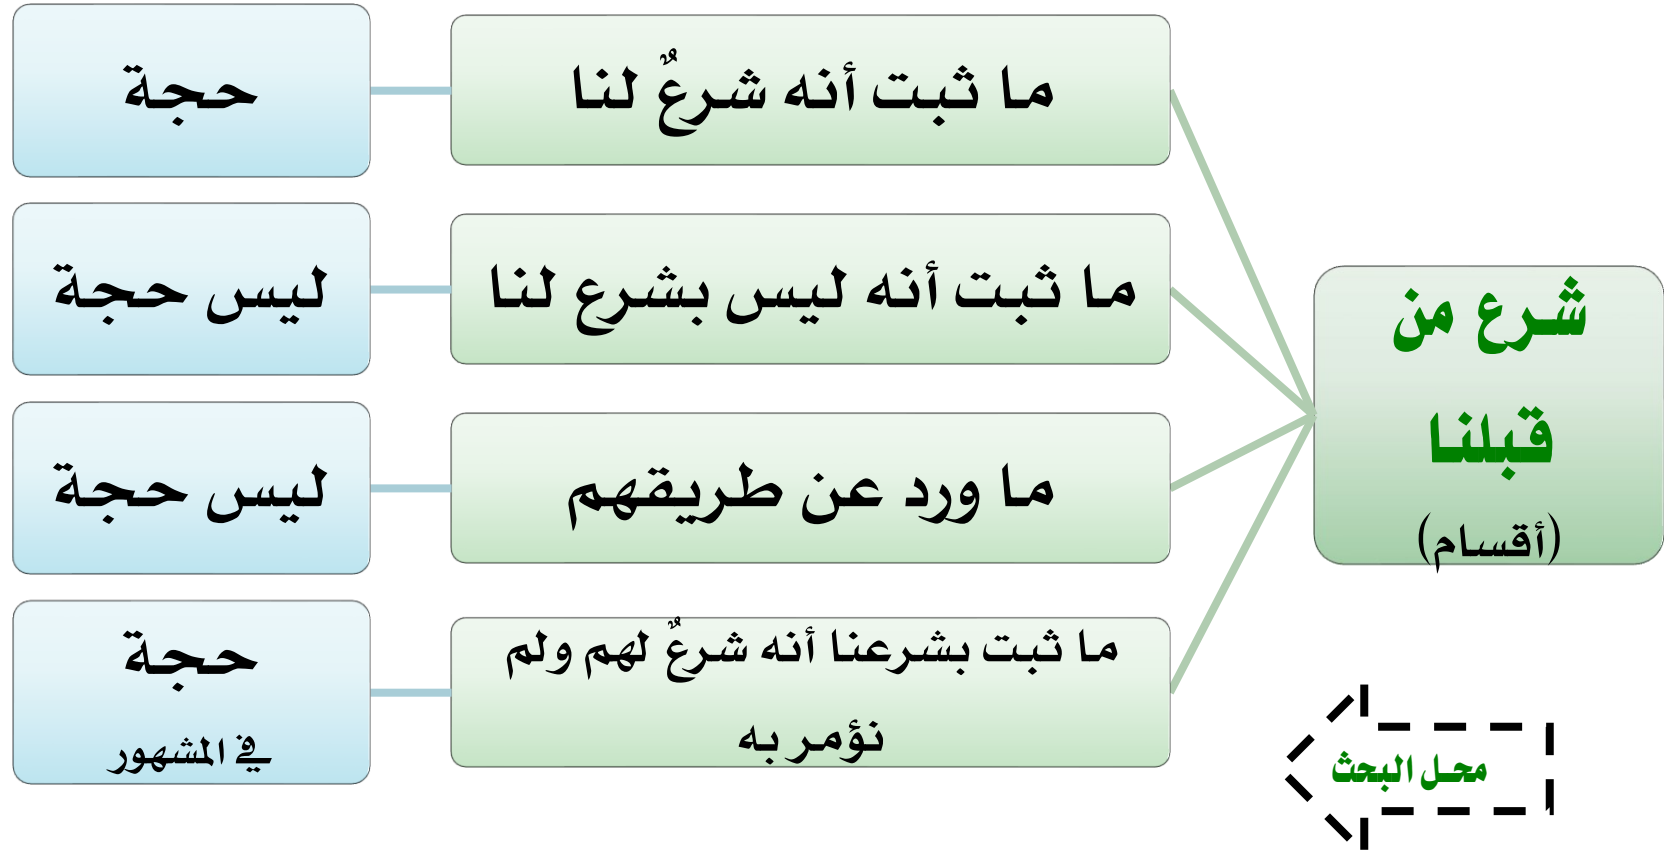 شرع من
قبلنا
(أقسام)
ما ثبت أنه شرعٌ لنا
حجة
ما ثبت أنه ليس بشرع لنا
ليس حجة
ما ورد عن طريقهم
ليس حجة
ما ثبت بشرعنا أنه شرعٌ لهم ولم
نؤمر به
حجة
في المشهور
محل البحث